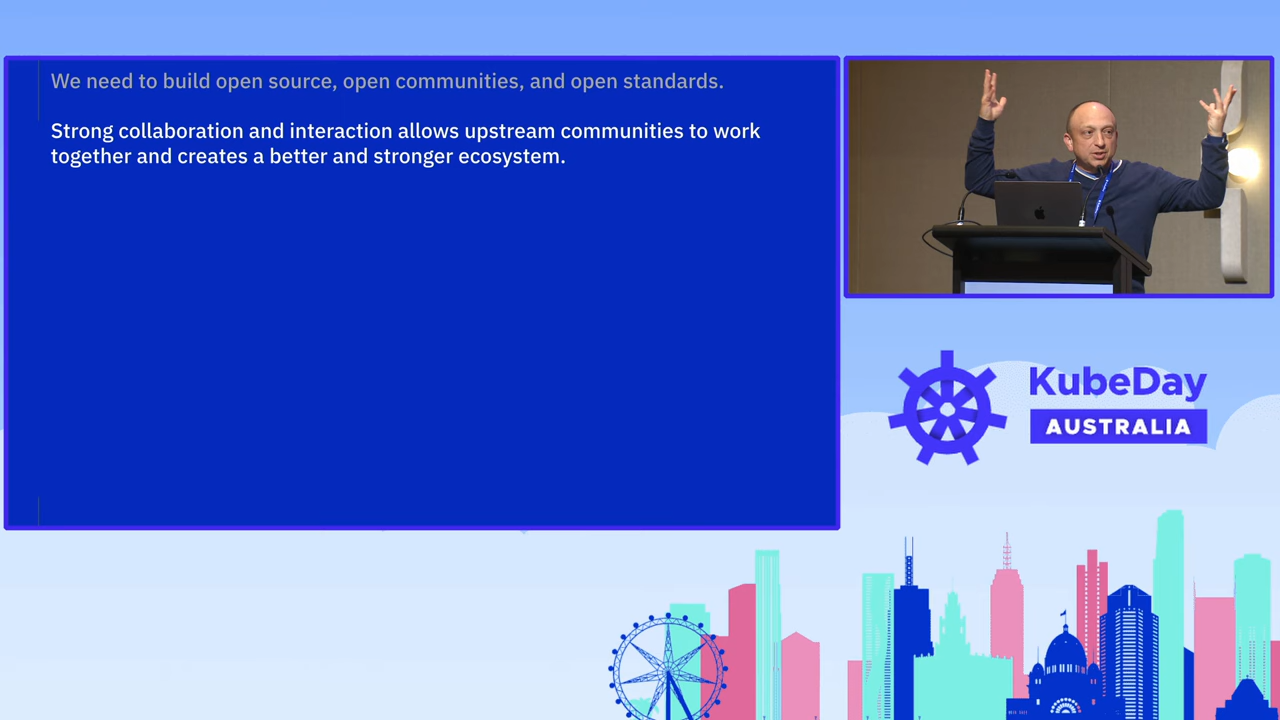 We need to build open source, open communities, and open standards.
Strong collaboration and interaction allows upstream communities to work
together and creates a better and stronger ecosystem.
KubeDay
AUSTRALIA